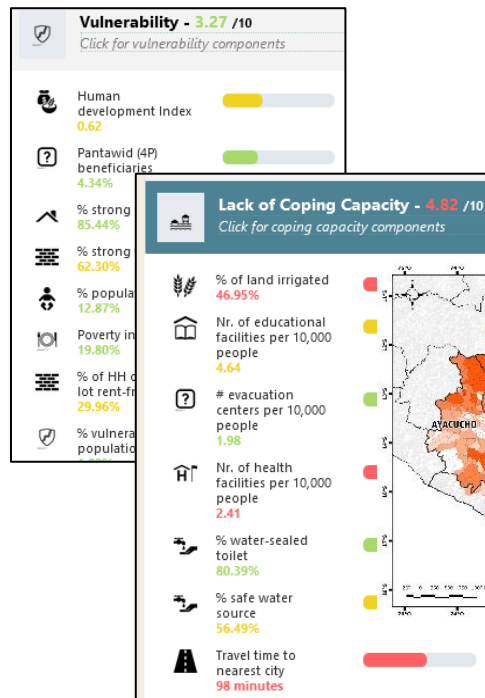 Vulnerability - 3.27 /10
Click for vulnerability components
Human
development Index
0.62
Pantawid (4P)
beneficiaries
4.34%
% strong
85.44%
% strong
62.30%
% popula
12.87%
Poverty in
19.80%
% of HH
lot rent-fr
29.96%
% vulnera
populatio
Lack of Coping Capacity - 4.82 /10
Click for coping capacity components
% of land irrigated
46.95%
Nr. of educational
facilities per 10,000
people
4.64
# evacuation
centers per 10,000
people
1.98
Nr. of health
facilities per 10,000
people
2.41
% water-sealed
toilet
80.39%
% safe water
source
56.49%
Travel time to
nearest city
98 minutes
AYACUCHO